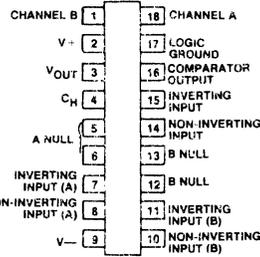 CHANNEL B 1 18 CHANNEL A
V+ 2 17 LOGIC
GROUND
VOUT 3 16 COMPARATOR
OUTPUT
CH 4 15 INVERTING
INPUT
A NULL 5 14 NON-INVERTING
INPUT
6 13 B NULL
INVERTING
INPUT (A) 7 12 B NULL
ON-INVERTING
INPUT (A) 8 11 INVERTING
INPUT (B)
V— 9 10 NON-INVERTING
INPUT (B)